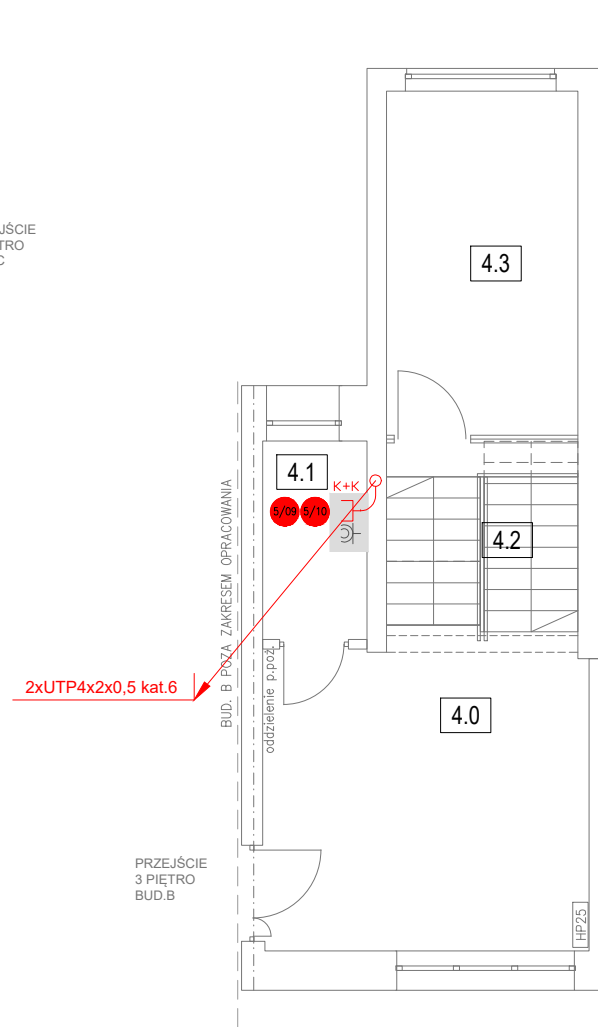 JŚCIE
TRO
C
4.3
4.1
K+K
5/09 5/10
4.2
BUD. B POZA ZAKRESEM OPRACOWANIA
oddzielenie p.poż.
2xUTP4x2x0,5 kat.6
4.0
PRZEJŚCIE
3 PIĘTRO
BUD.B
HP25